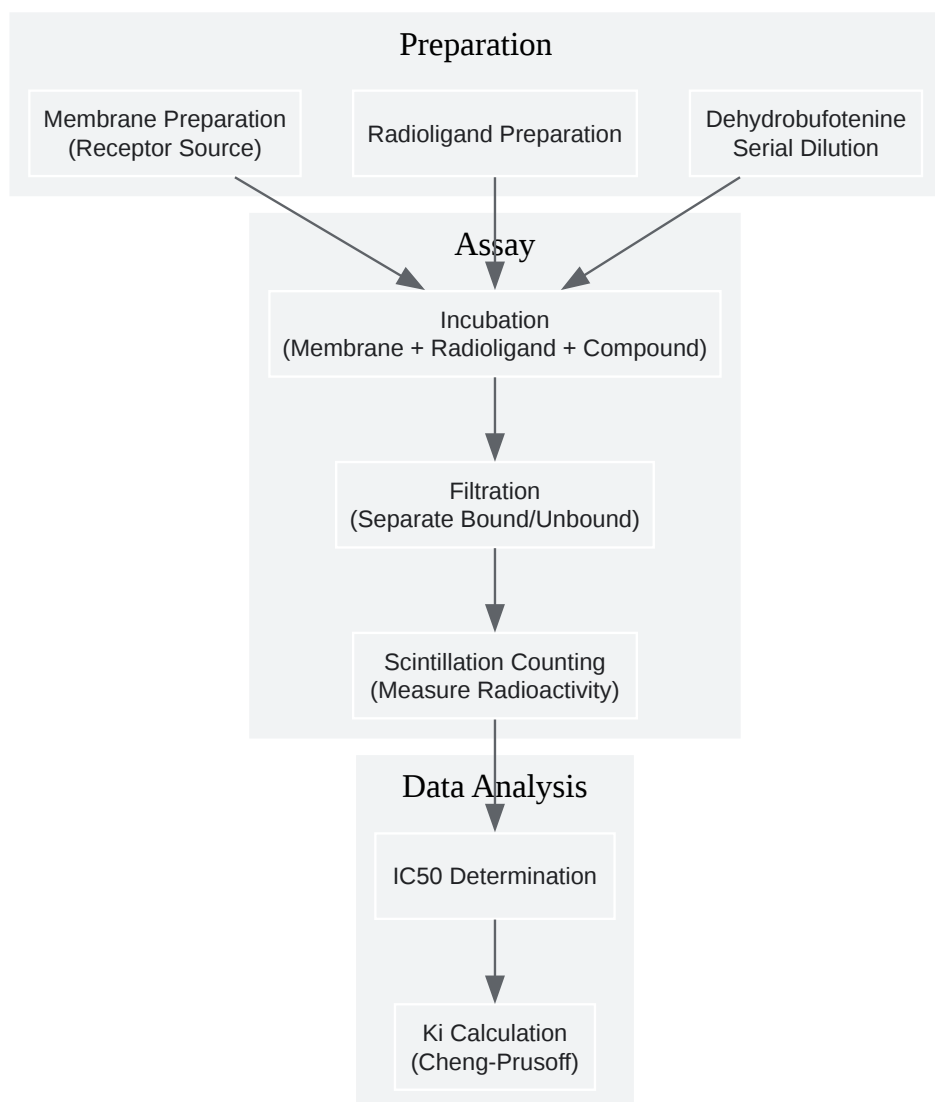 Preparation
Membrane Preparation
(Receptor Source)
Radioligand Preparation
Dehydrobufotenine
Serial Dilution
Assay
Incubation
(Membrane + Radioligand + Compound)
Filtration
(Separate Bound/Unbound)
Scintillation Counting
(Measure Radioactivity)
Data Analysis
IC50 Determination
Ki Calculation
(Cheng-Prusoff)